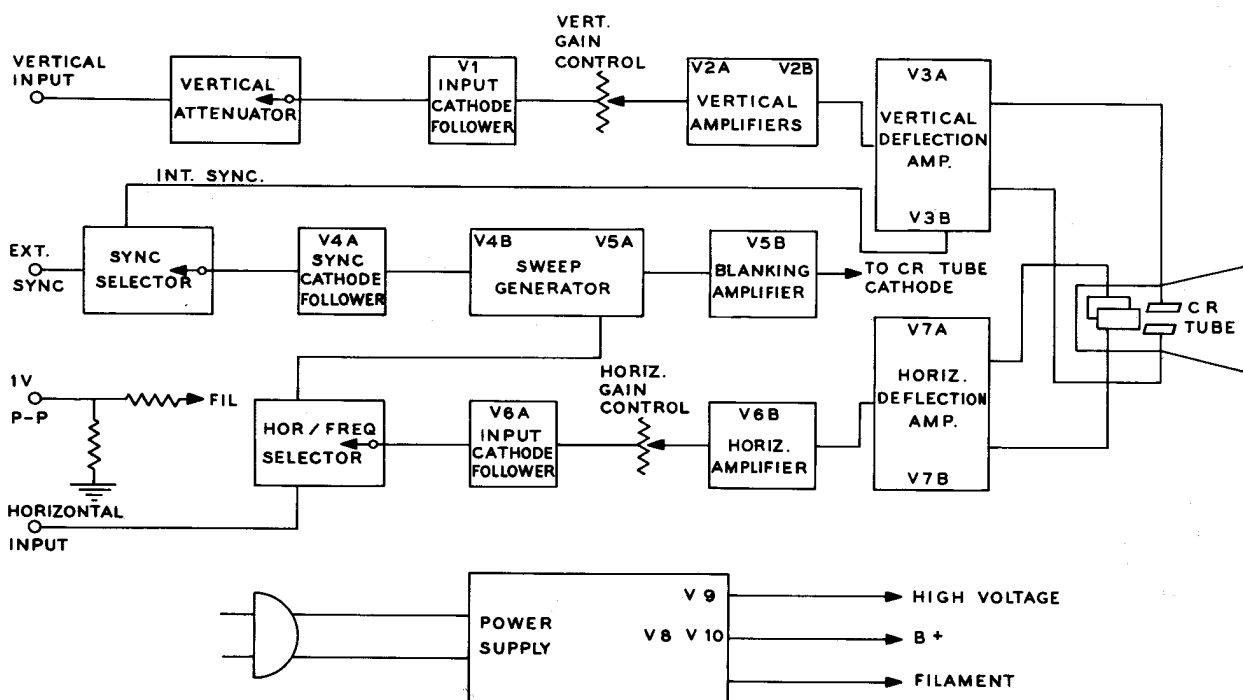 VERTICAL
INPUT
VERTICAL
ATTENUATOR
V1
INPUT
CATHODE
FOLLOWER
VERT.
GAIN
CONTROL
V2A V2B
VERTICAL
AMPLIFIERS
V3A
VERTICAL
DEFLECTION
AMP.
V3B
INT. SYNC.
EXT.
SYNC
SYNC
SELECTOR
V4A
SYNC
CATHODE
FOLLOWER
V4B V5A
SWEEP
GENERATOR
V5B
BLANKING
AMPLIFIER
TO CR TUBE
CATHODE
CR
TUBE
1V
P-P
FIL
HOR/FREQ
SELECTOR
V6A
INPUT
CATHODE
FOLLOWER
HORIZ.
GAIN
CONTROL
V6B
HORIZ.
AMPLIFIER
V7A
HORIZ.
DEFLECTION
AMP.
V7B
HORIZONTAL
INPUT
POWER
SUPPLY
V9
V8 V10
HIGH VOLTAGE
B+
FILAMENT